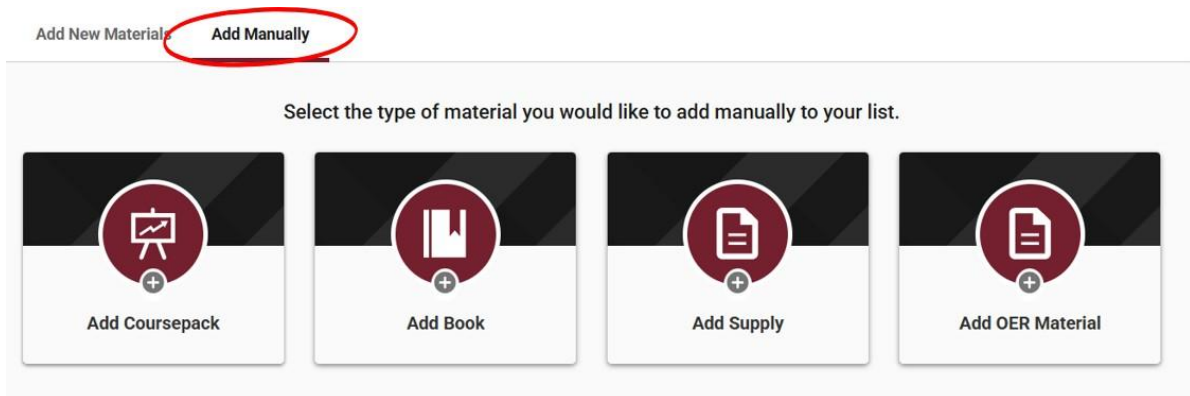 Add New Materials Add Manually
Select the type of material you would like to add manually to your list.
Add Coursepack Add Book Add Supply Add OER Material